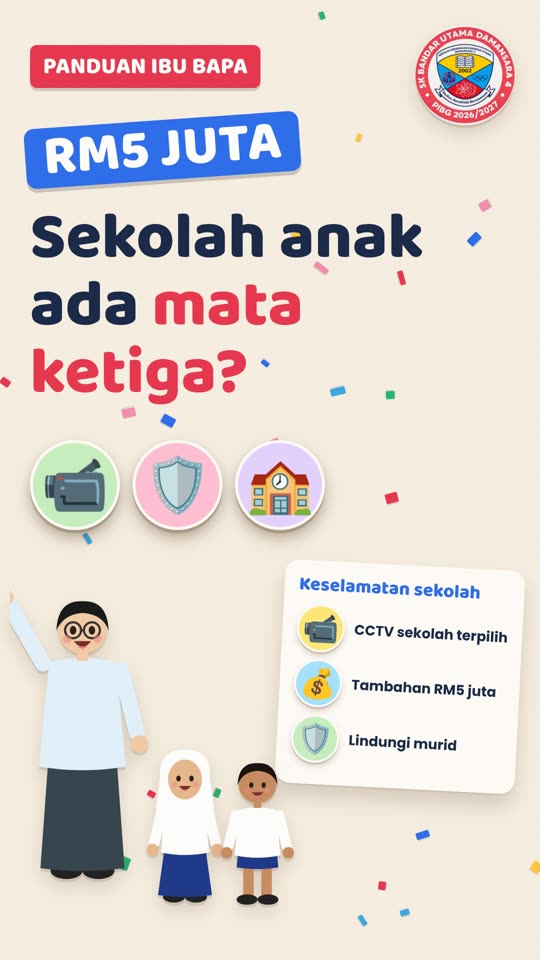 PANDUAN IBU BAPA
SK BANDAR UTAMA DAMANSARA 4
2002
PIBG 2026/2027
RM5 JUTA
Sekolah anak
ada mata
ketiga?
Keselamatan sekolah
CCTV sekolah terpilih
Tambahan RM5 juta
Lindungi murid